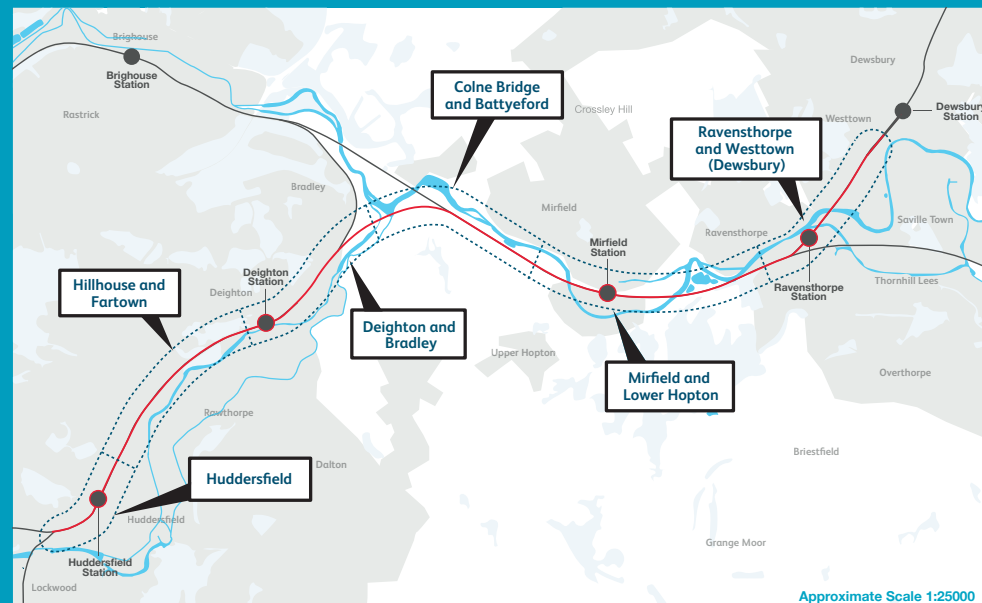 Brighouse
Brighouse
Station
Rastrick
Colne Bridge
and Battyeford
Crossley Hill
Dewsbury
Dewsbury
Station
Westtown
Ravensthorpe
and Westtown
(Dewsbury)
Bradley
Mirfield
Ravensthorpe
Saville Town
Mirfield
Station
Deighton
Station
Deighton
Hillhouse and
Fartown
Thornhill Lees
Ravensthorpe
Station
Deighton and
Bradley
Upper Hopton
Mirfield and
Lower Hopton
Overthorpe
Rawthorpe
Dalton
Briestfield
Huddersfield
Huddersfield
Grange Moor
Huddersfield
Station
Lockwood
Approximate Scale 1:25000